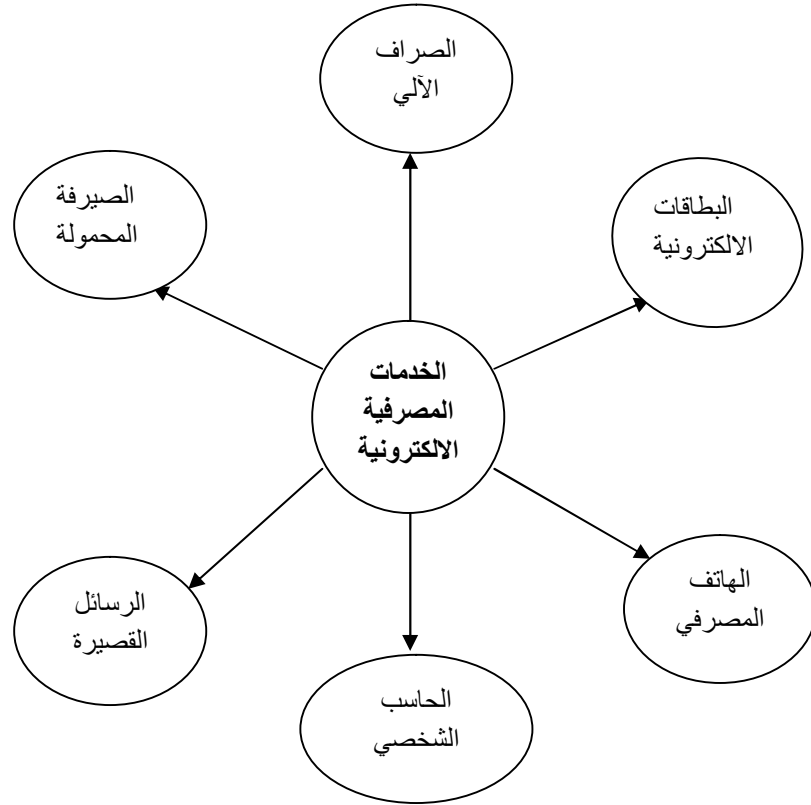 الصراف
الآلي
البطاقات
الالكترونية
الصيرفة
المحمولة
الخدمات
المصرفية
الالكترونية
الهاتف
المصرفي
الرسائل
القصيرة
الحاسب
الشخصي